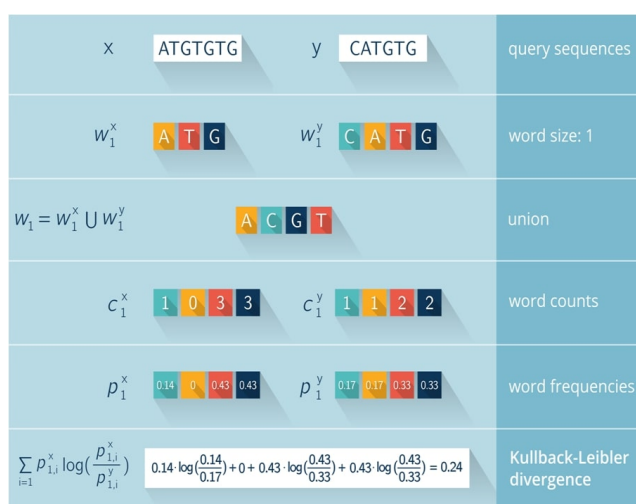 x ATGTGTG y CATGTG query sequences
w₁ˣ A T G w₁ʸ C A T G word size: 1
W₁ = W₁ˣ ⋃ W₁ʸ A C G T union
c₁ˣ 1 0 3 3 c₁ʸ 1 1 2 2 word counts
p₁ˣ 0.14 0 0.43 0.43 p₁ʸ 0.17 0.17 0.33 0.33 word frequencies
∑ i=1 p₁,ᵢˣ log(p₁,ᵢˣ / p₁,ᵢʸ) 0.14·log(0.14/0.17) + 0 + 0.43·log(0.43/0.33) + 0.43·log(0.43/0.33) = 0.24 Kullback-Leibler
divergence